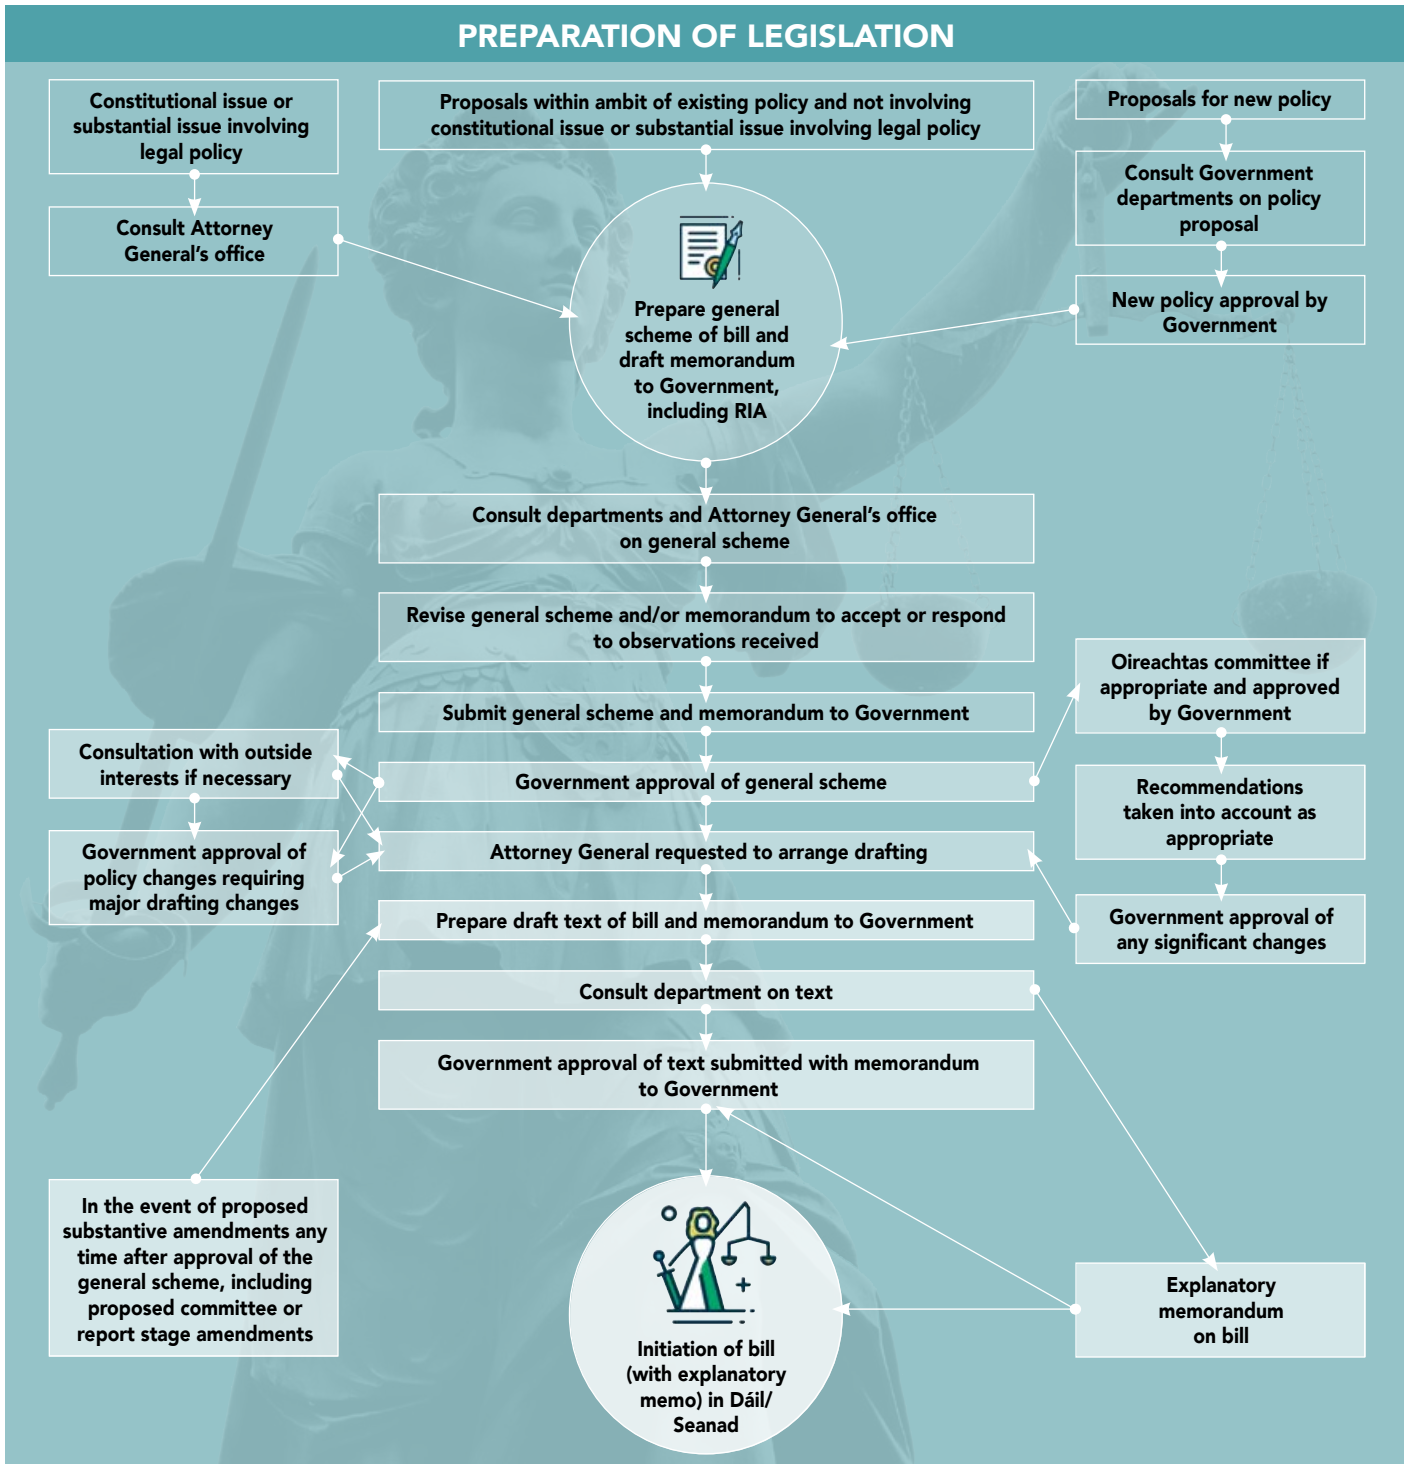 PREPARATION OF LEGISLATION
Constitutional issue or
substantial issue involving
legal policy
Consult Attorney
General’s office
Proposals within ambit of existing policy and not involving
constitutional issue or substantial issue involving legal policy
Proposals for new policy
Consult Government
departments on policy
proposal
New policy approval by
Government
Prepare general
scheme of bill and
draft memorandum
to Government,
including RIA
Consult departments and Attorney General’s office
on general scheme
Revise general scheme and/or memorandum to accept or respond
to observations received
Submit general scheme and memorandum to Government
Government approval of general scheme
Consultation with outside
interests if necessary
Government approval of
policy changes requiring
major drafting changes
Oireachtas committee if
appropriate and approved
by Government
Recommendations
taken into account as
appropriate
Government approval of
any significant changes
Attorney General requested to arrange drafting
Prepare draft text of bill and memorandum to Government
Consult department on text
Government approval of text submitted with memorandum
to Government
In the event of proposed
substantive amendments any
time after approval of the
general scheme, including
proposed committee or
report stage amendments
Explanatory
memorandum
on bill
Initiation of bill
(with explanatory
memo) in Dáil/
Seanad